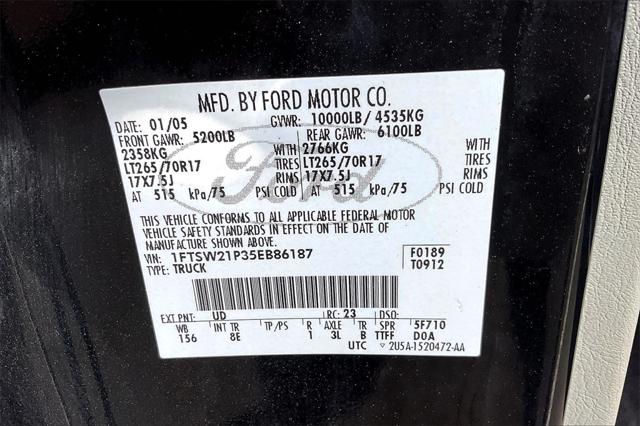 MFD. BY FORD MOTOR CO.
DATE: 01/05 GVWR: 10000LB/ 4535KG
FRONT GAWR: 5200LB REAR GAWR: 6100LB
2358KG WITH 2766KG WITH
LT265/70R17 TIRES LT265/70R17 TIRES
17X7.5J RIMS 17X7.5J RIMS
AT 515 kPa/75 PSI COLD AT 515 kPa/75 PSI COLD
Ford
THIS VEHICLE CONFORMS TO ALL APPLICABLE FEDERAL MOTOR
VEHICLE SAFETY STANDARDS IN EFFECT ON THE DATE OF
MANUFACTURE SHOWN ABOVE.
VIN: 1FTSW21P35EB86187 F0189
TYPE: TRUCK T0912
EXT PNT: UD RC: 23 DSO:
WB INT TR TP/PS R AXLE TR SPR 5F710
156 8E 1 3L B TTFF DOA
UTC ▽ 2U5A-1520472-AA